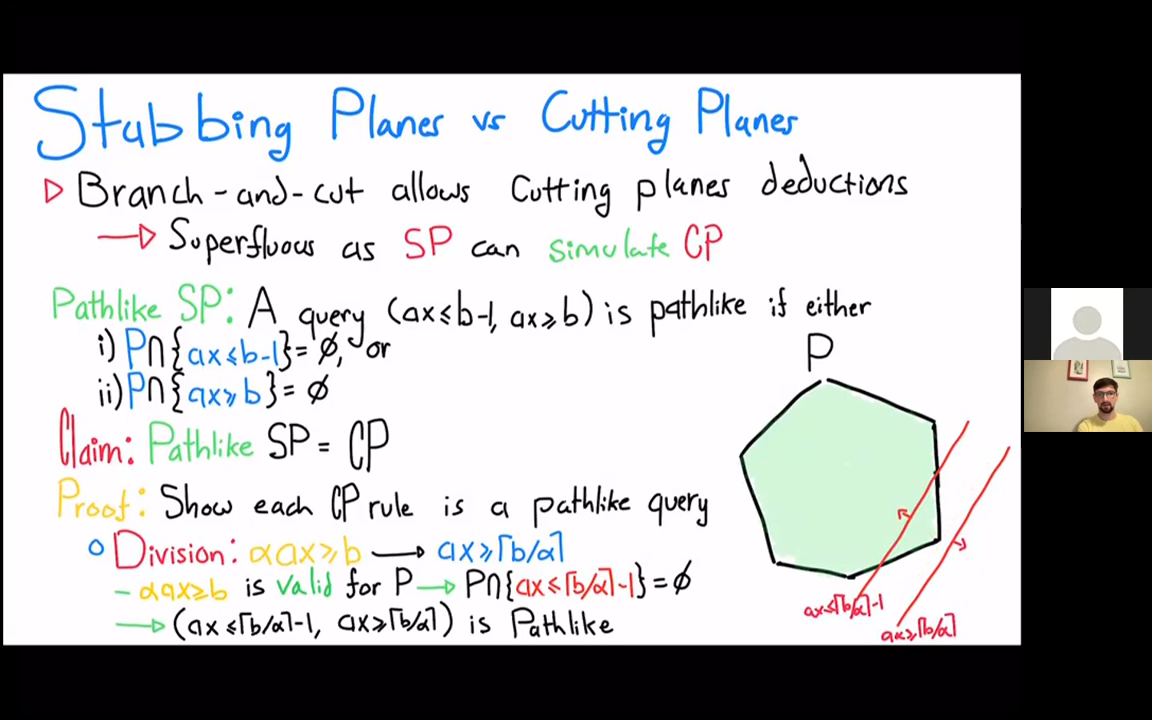 Stabbing Planes vs Cutting Planes
▷ Branch-and-cut allows Cutting planes deductions
→ Superfluous as SP can simulate CP
Pathlike SP: A query (ax≤b-1, ax≥b) is pathlike if either
i) P∩{ax≤b-1}=∅, or
ii) P∩{ax≥b}=∅
P
Claim: Pathlike SP = CP
Proof: Show each CP rule is a pathlike query
○ Division: αax≥b → ax≥⌈b/α⌉
- αax≥b is valid for P → P∩{ax≤⌈b/α⌉-1}=∅
→ (ax≤⌈b/α⌉-1, ax≥⌈b/α⌉) is Pathlike
ax≤⌈b/α⌉-1
ax≥⌈b/α⌉